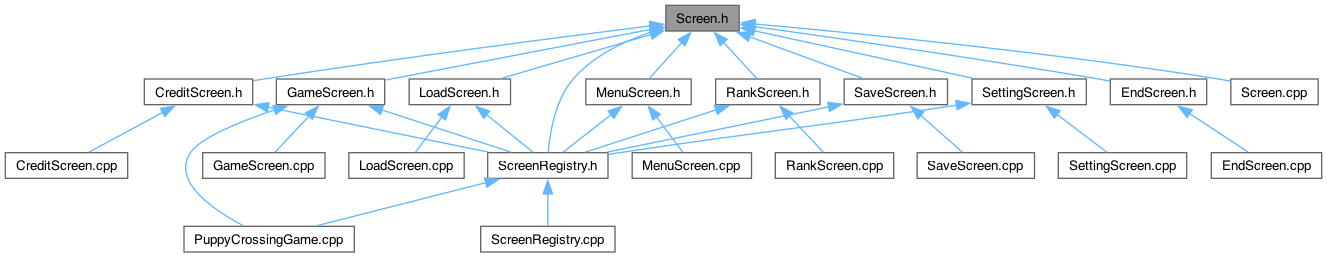 Screen.h
CreditScreen.h
GameScreen.h
LoadScreen.h
MenuScreen.h
RankScreen.h
SaveScreen.h
SettingScreen.h
EndScreen.h
Screen.cpp
CreditScreen.cpp
GameScreen.cpp
LoadScreen.cpp
ScreenRegistry.h
MenuScreen.cpp
RankScreen.cpp
SaveScreen.cpp
SettingScreen.cpp
EndScreen.cpp
PuppyCrossingGame.cpp
ScreenRegistry.cpp